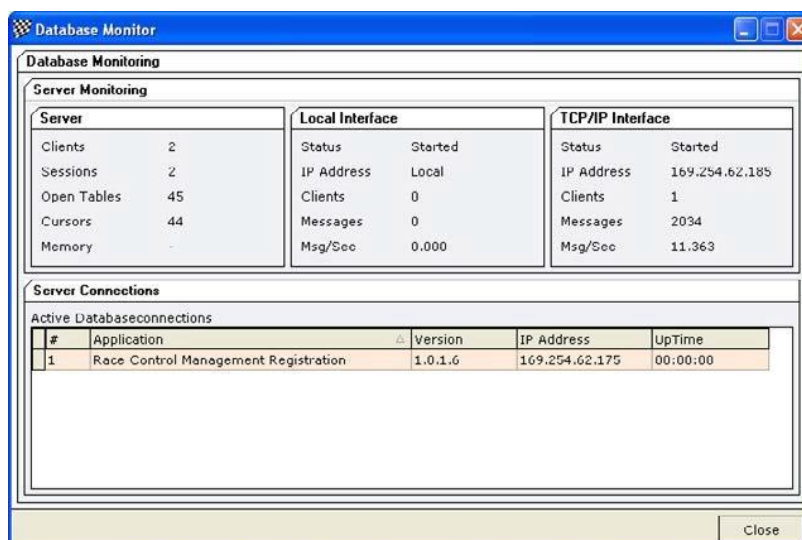 Database Monitor
Database Monitoring
Server Monitoring
Server
Clients 2
Sessions 2
Open Tables 45
Cursors 44
Memory -
Local Interface
Status Started
IP Address Local
Clients 0
Messages 0
Msg/Sec 0.000
TCP/IP Interface
Status Started
IP Address 169.254.62.185
Clients 1
Messages 2034
Msg/Sec 11.363
Server Connections
Active Databaseconnections
# Application Version IP Address UpTime
1 Race Control Management Registration 1.0.1.6 169.254.62.175 00:00:00
Close